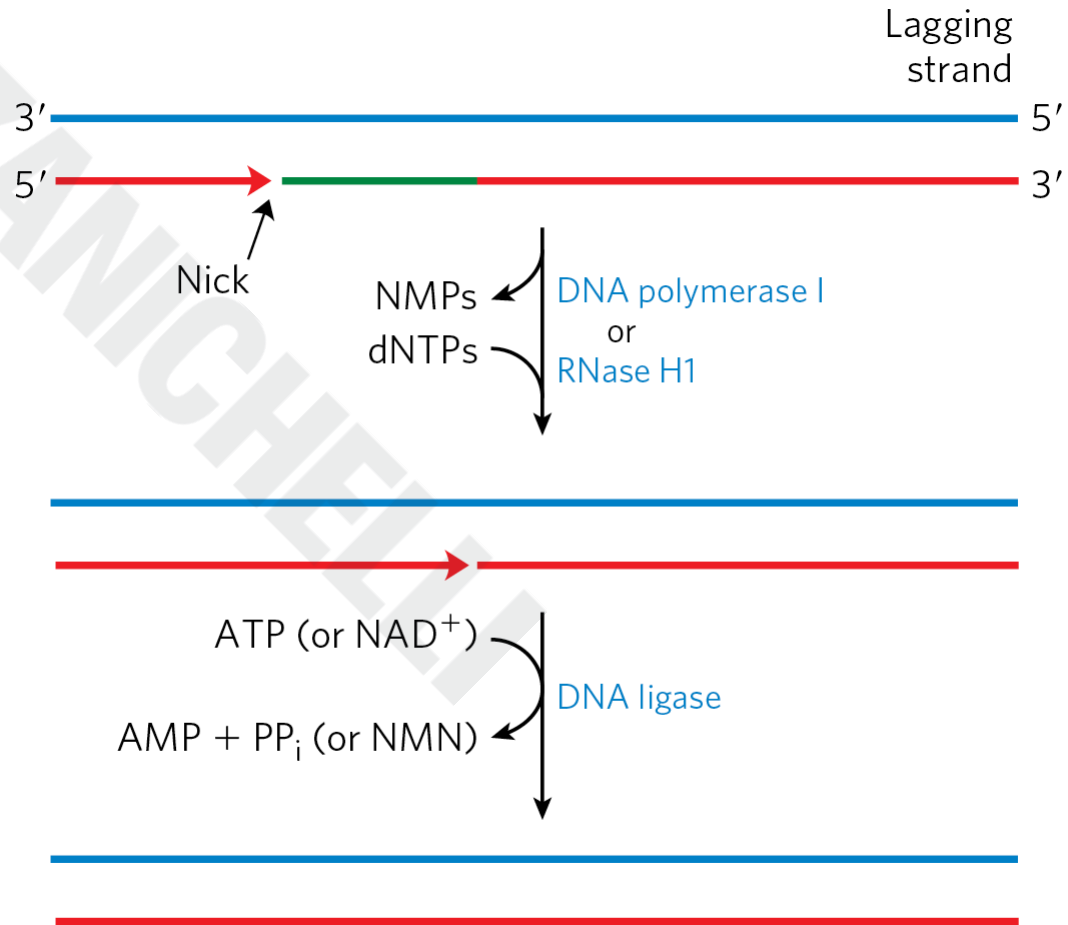 Lagging
strand
3′
5′
5′
3′
Nick
NMPs
dNTPs
DNA polymerase I
or
RNase H1
ATP (or NAD⁺)
DNA ligase
AMP + PPᵢ (or NMN)
ZANICHELLI